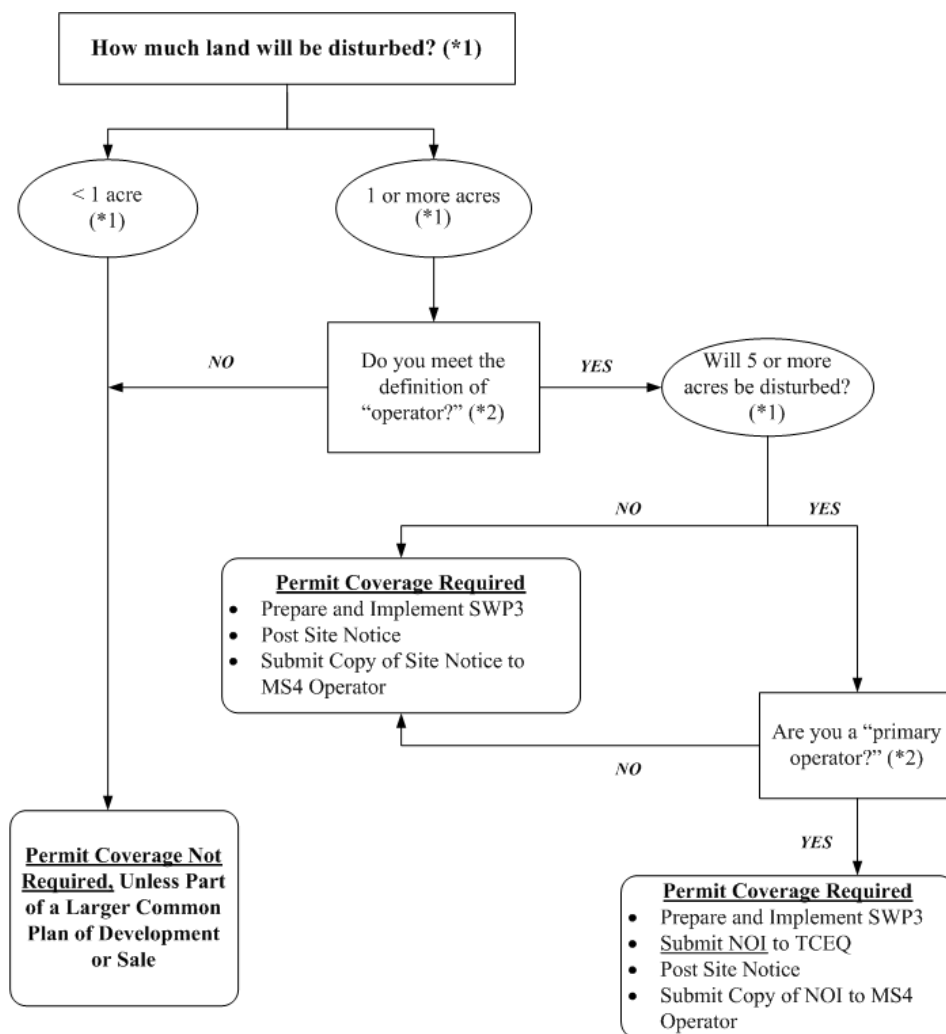 How much land will be disturbed? (*1)
< 1 acre
(*1)
1 or more acres
(*1)
NO
Do you meet the
definition of
“operator?” (*2)
YES
Will 5 or more
acres be disturbed?
(*1)
NO
YES
Permit Coverage Required
• Prepare and Implement SWP3
• Post Site Notice
• Submit Copy of Site Notice to
MS4 Operator
Are you a “primary
operator?” (*2)
NO
YES
Permit Coverage Not
Required, Unless Part
of a Larger Common
Plan of Development
or Sale
Permit Coverage Required
• Prepare and Implement SWP3
• Submit NOI to TCEQ
• Post Site Notice
• Submit Copy of NOI to MS4
Operator